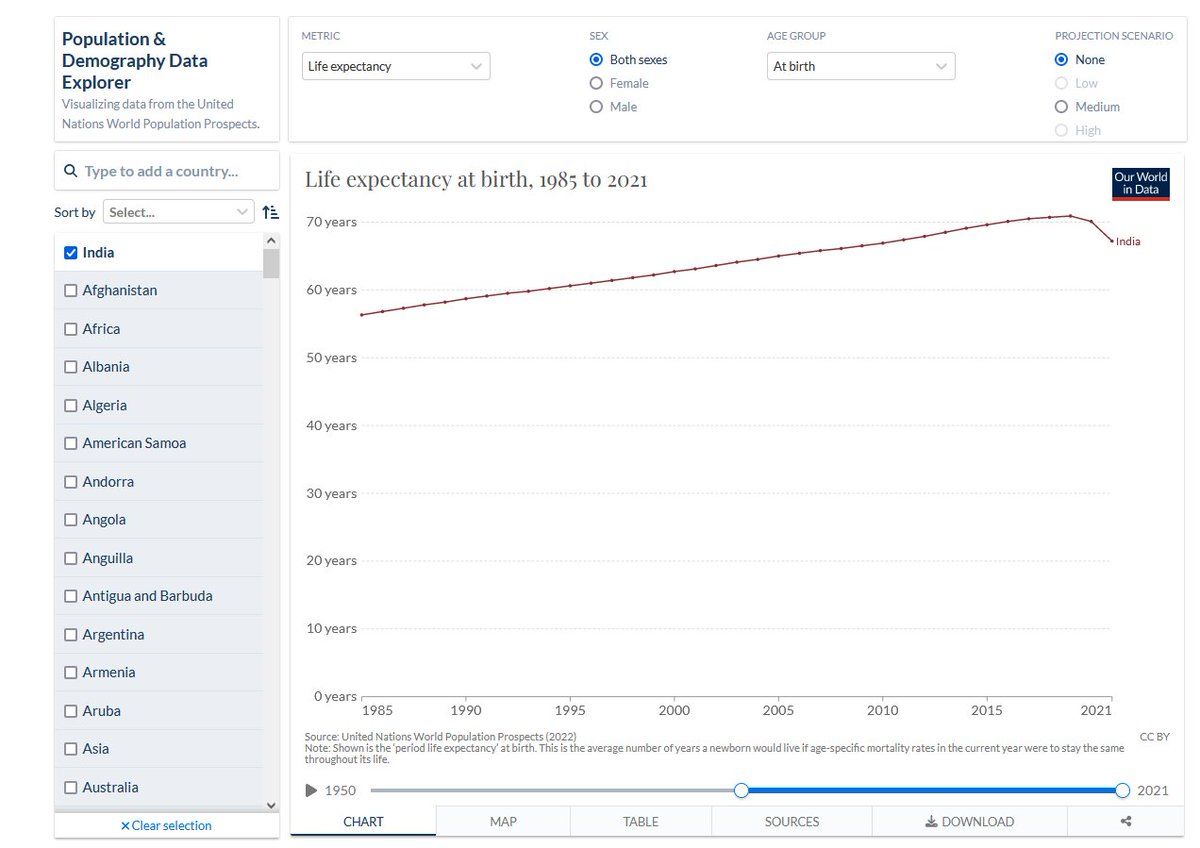 Population &
Demography Data
Explorer
Visualizing data from the United
Nations World Population Prospects.
METRIC
Life expectancy
SEX
Both sexes
Female
Male
AGE GROUP
At birth
PROJECTION SCENARIO
None
Low
Medium
High
Type to add a country...
Sort by Select...
India
Afghanistan
Africa
Albania
Algeria
American Samoa
Andorra
Angola
Anguilla
Antigua and Barbuda
Argentina
Armenia
Aruba
Asia
Australia
Clear selection
Life expectancy at birth, 1985 to 2021
Our World
in Data
70 years
India
60 years
50 years
40 years
30 years
20 years
10 years
0 years
1985 1990 1995 2000 2005 2010 2015 2021
Source: United Nations World Population Prospects (2022)
CC BY
Note: Shown is the 'period life expectancy' at birth. This is the average number of years a newborn would live if age-specific mortality rates in the current year were to stay the same
throughout its life.
1950 2021
CHART MAP TABLE SOURCES DOWNLOAD